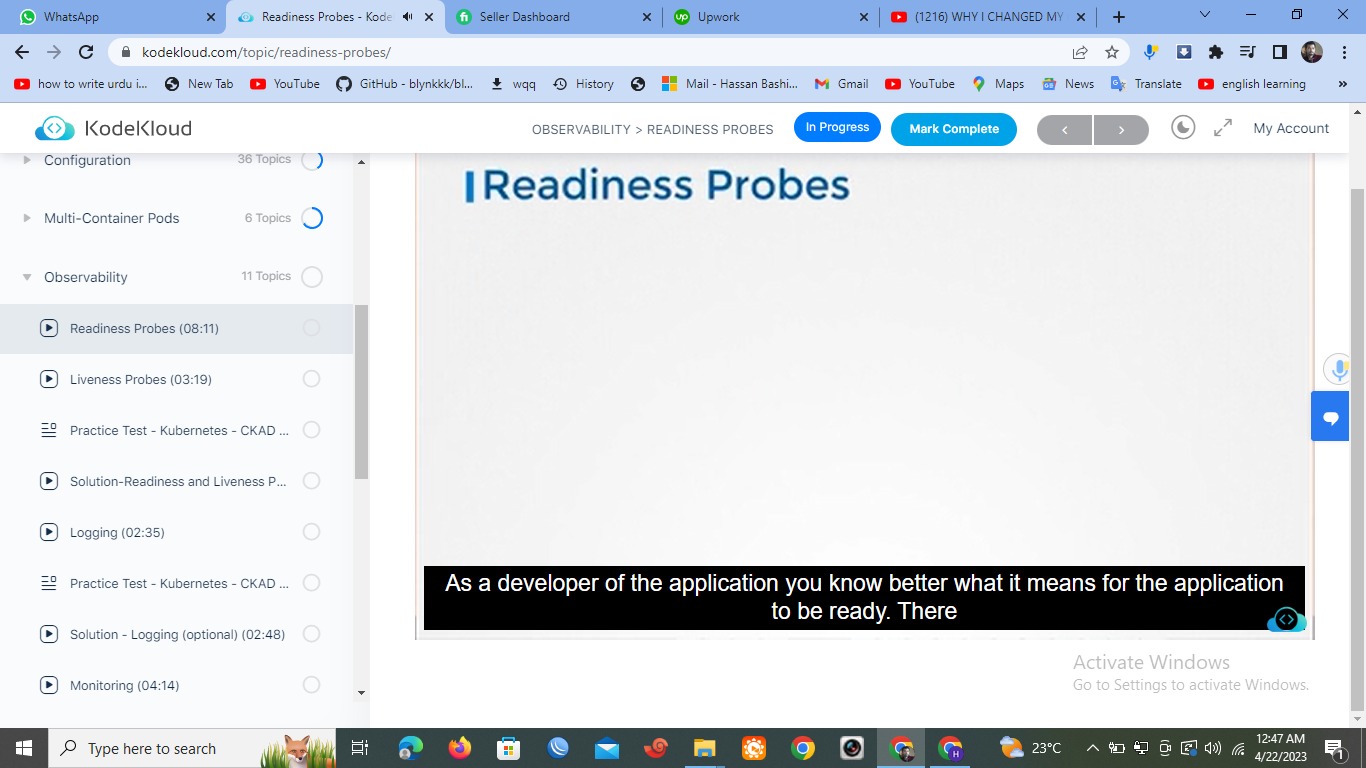 WhatsApp
Readiness Probes - Kode
Seller Dashboard
Upwork
(1216) WHY I CHANGED MY
kodekloud.com/topic/readiness-probes/
how to write urdu i...
New Tab
YouTube
GitHub - blynkkk/bl...
wqq
History
Mail - Hassan Bashi...
Gmail
YouTube
Maps
News
Translate
english learning
»
KodeKloud
OBSERVABILITY > READINESS PROBES
In Progress
Mark Complete
<
>
My Account
Configuration
36 Topics
Multi-Container Pods
6 Topics
Observability
11 Topics
Readiness Probes (08:11)
Liveness Probes (03:19)
Practice Test - Kubernetes - CKAD ...
Solution-Readiness and Liveness P...
Logging (02:35)
Practice Test - Kubernetes - CKAD ...
Solution - Logging (optional) (02:48)
Monitoring (04:14)
Readiness Probes
As a developer of the application you know better what it means for the application
to be ready. There
Activate Windows
Go to Settings to activate Windows.
Type here to search
23°C
12:47 AM
4/22/2023
1